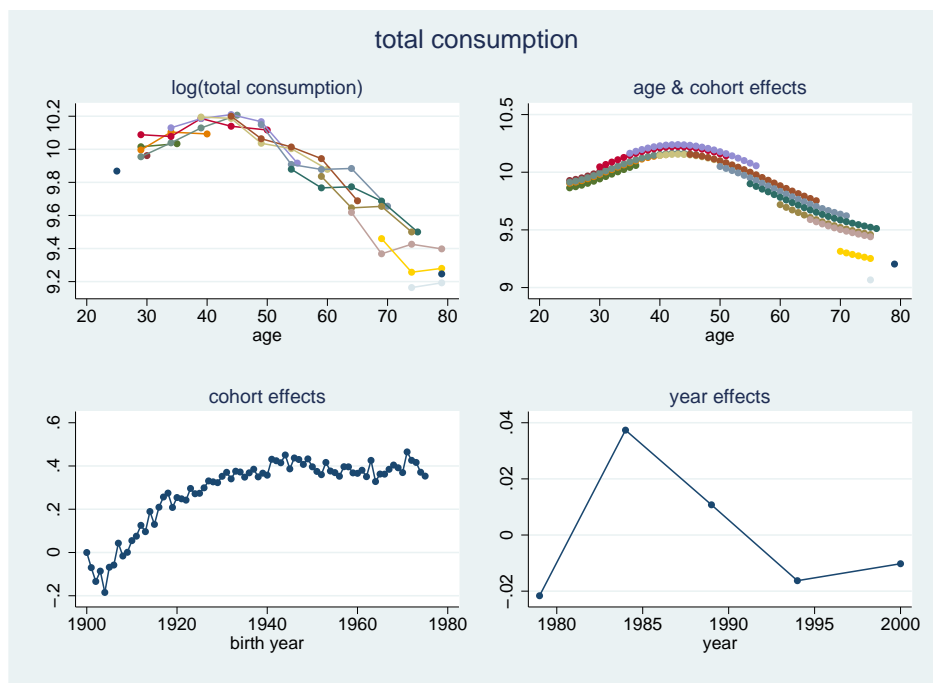 total consumption
log(total consumption)
10.2
10.0
9.8
9.6
9.4
9.2
20 30 40 50 60 70 80
age
age & cohort effects
10.5
10
9.5
9
20 30 40 50 60 70 80
age
cohort effects
.6
.4
.2
0
−.2
1900 1920 1940 1960 1980
birth year
year effects
.04
.02
0
−.02
1980 1985 1990 1995 2000
year